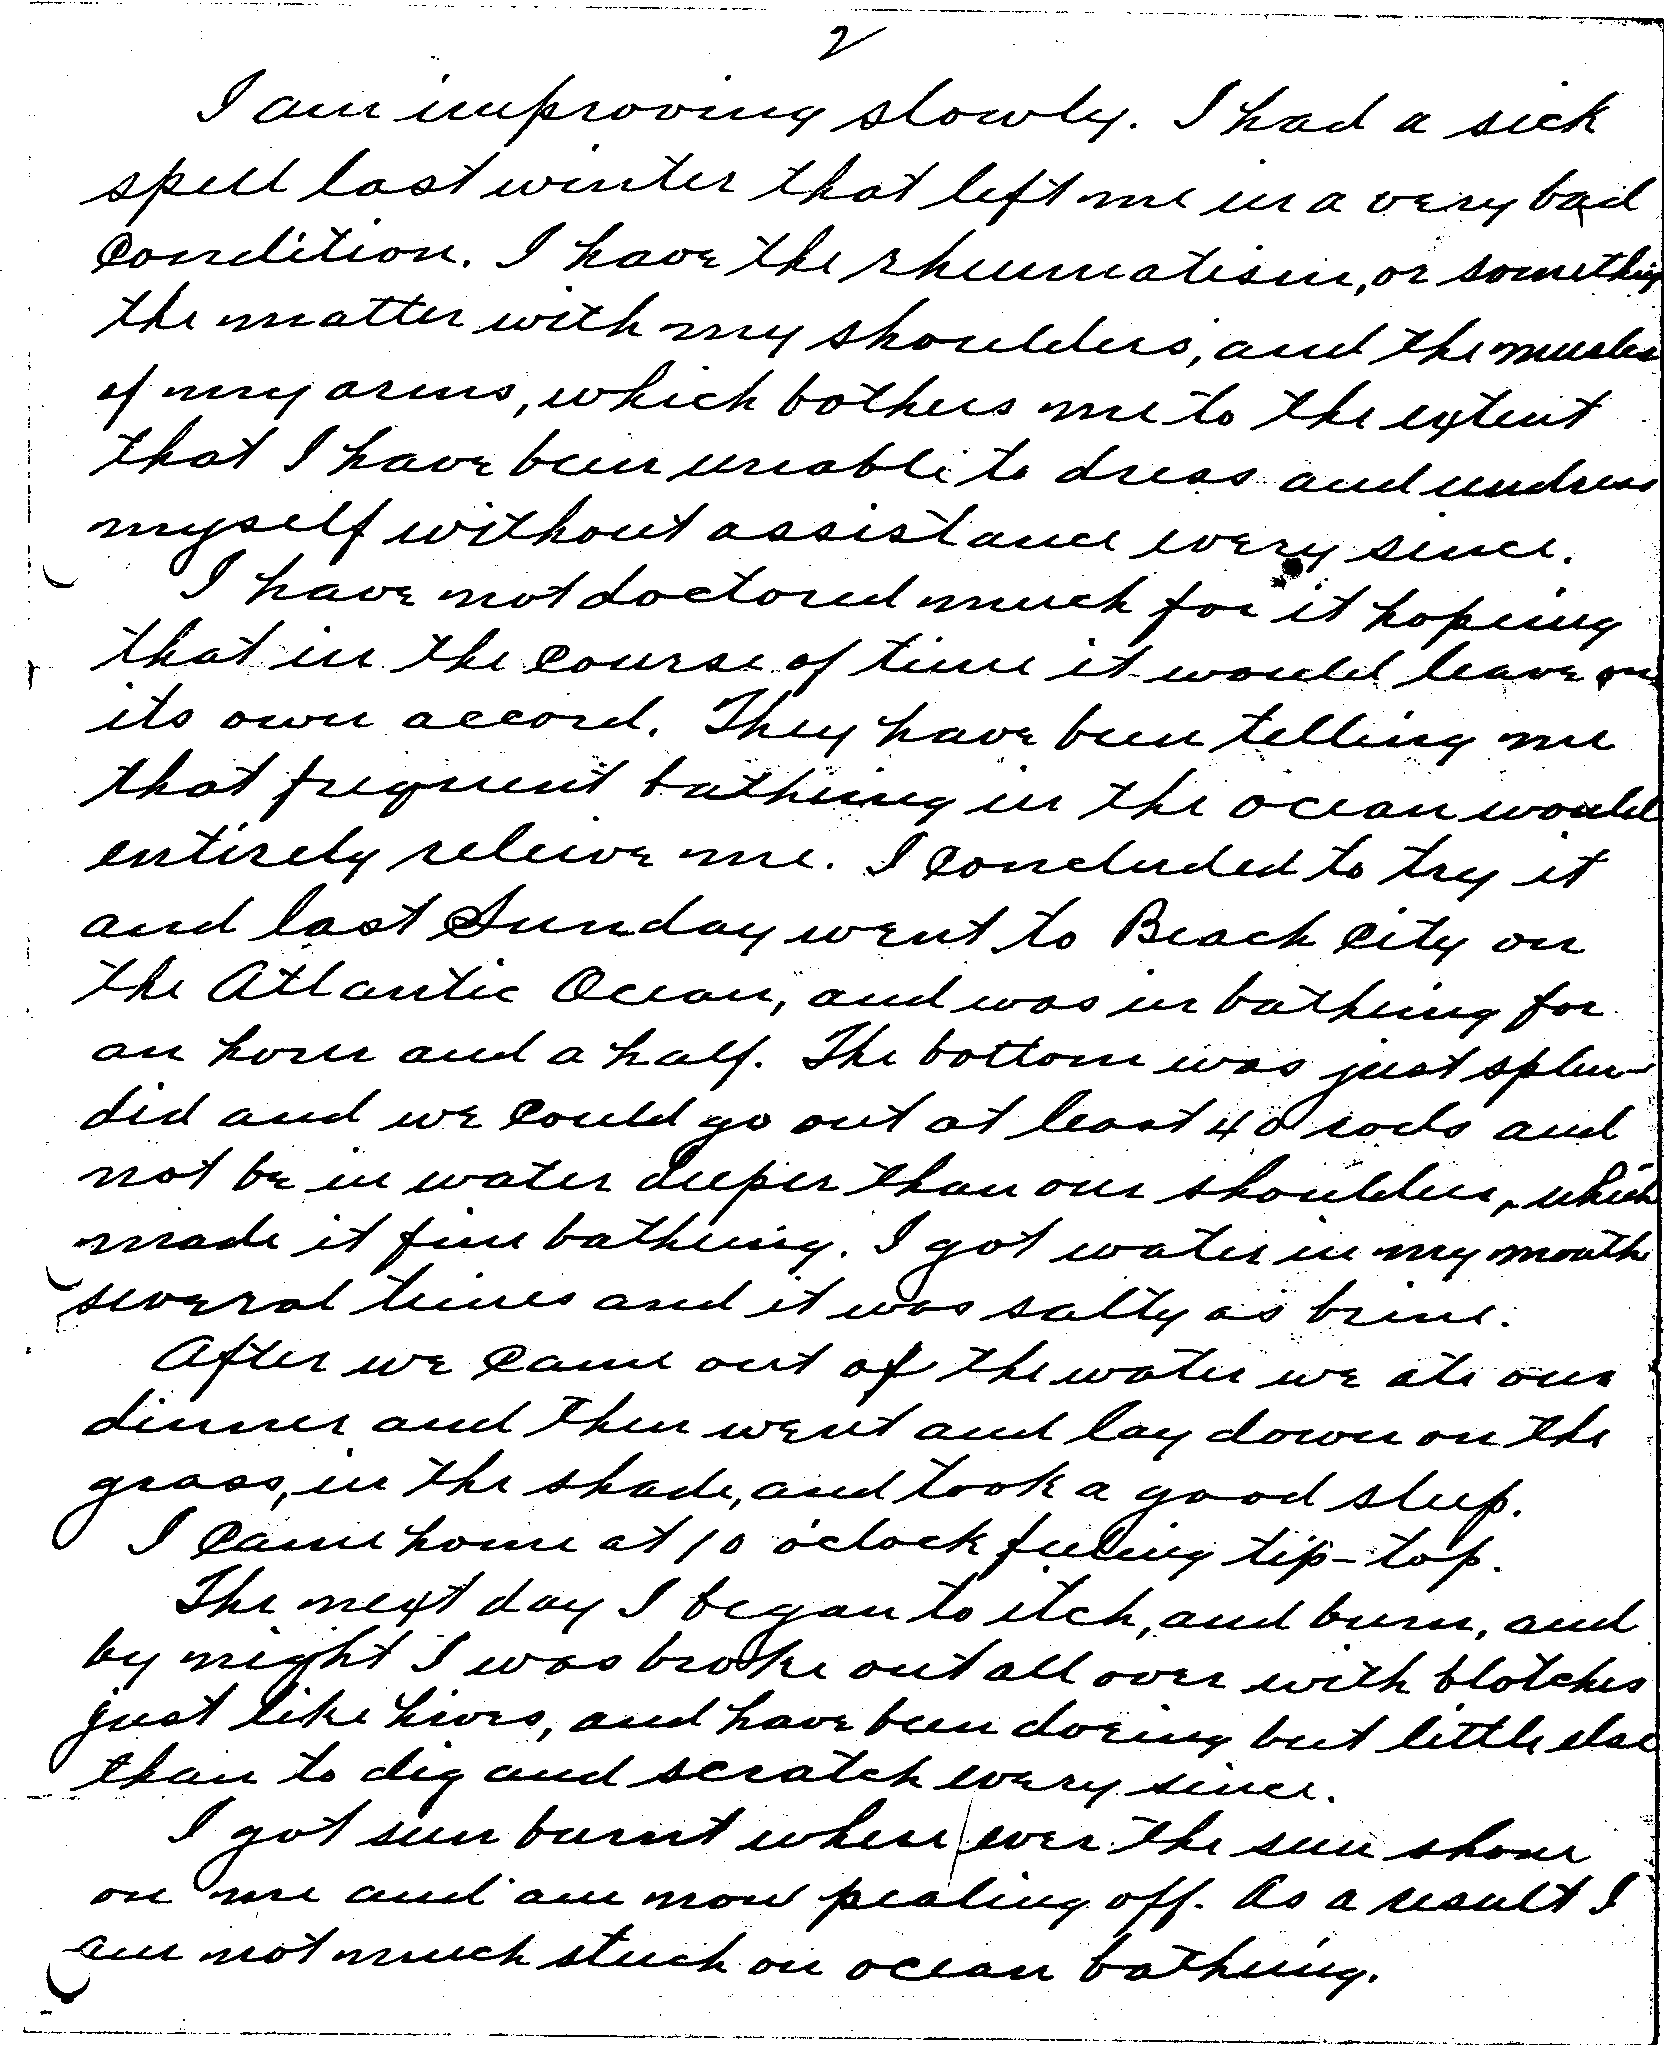 2
I am improving slowly. I had a sick
spell last winter that left me in a very bad
condition. I have the rheumatism, or something
the matter with my shoulders, and the muscles
of my arms, which bothers me to the extent
that I have been unable to dress and undress
myself without assistance every since.
I have not doctored much for it hoping
that in the course of time it would leave on
its own accord. They have been telling me
that frequent bathing in the ocean would
entirely releive me. I concluded to try it
and last Sunday went to Beach City on
the Atlantic Ocean, and was in bathing for
an hour and a half. The bottom was just splen-
did and we could go out at least 40 rods and
not be in water deeper than our shoulders, which
made it fine bathing. I got water in my mouth
several times and it was salty as brine.
After we came out of the water we ate our
dinner and then went and lay down on the
grass, in the shade, and took a good sleep.
I came home at 10 o'clock feeling tip-top.
The next day I began to itch, and burn, and
by night I was broke out all over with blotches
just like hives, and have been doeing but little else
than to dig and scratch every since.
I got sun burnt where ever the sun shone
on me and am now pealing off. As a result I
am not much stuck on ocean bathing.